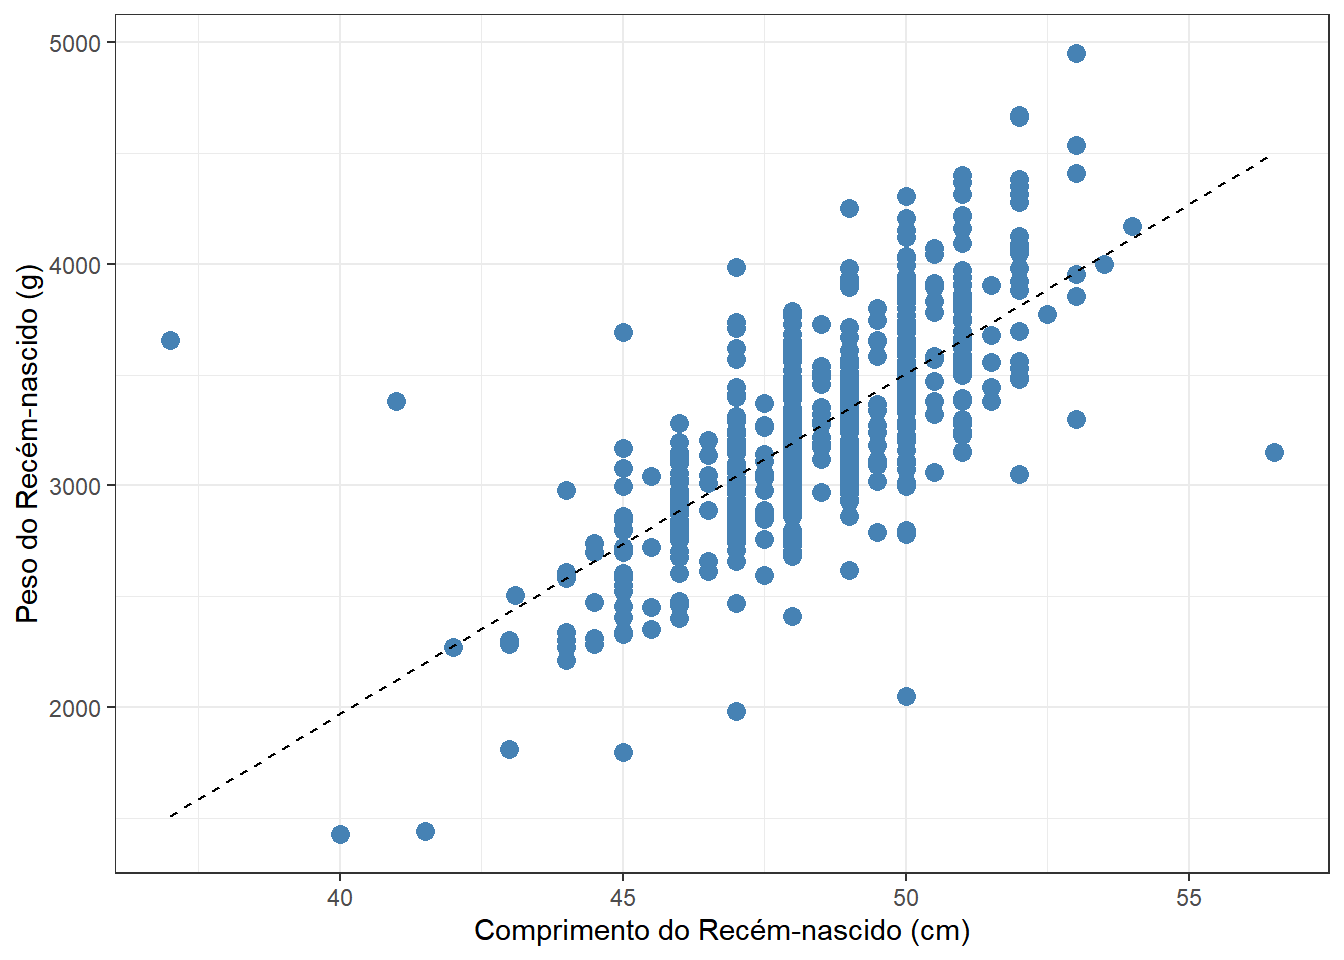 5000
4000
3000
2000
Peso do Recém-nascido (g)
40 45 50 55
Comprimento do Recém-nascido (cm)